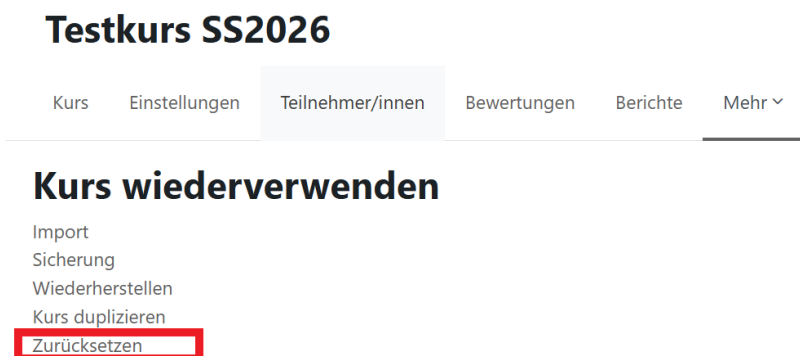 Testkurs SS2026
Kurs Einstellungen Teilnehmer/innen Bewertungen Berichte Mehr
Kurs wiederverwenden
Import
Sicherung
Wiederherstellen
Kurs duplizieren
Zurücksetzen